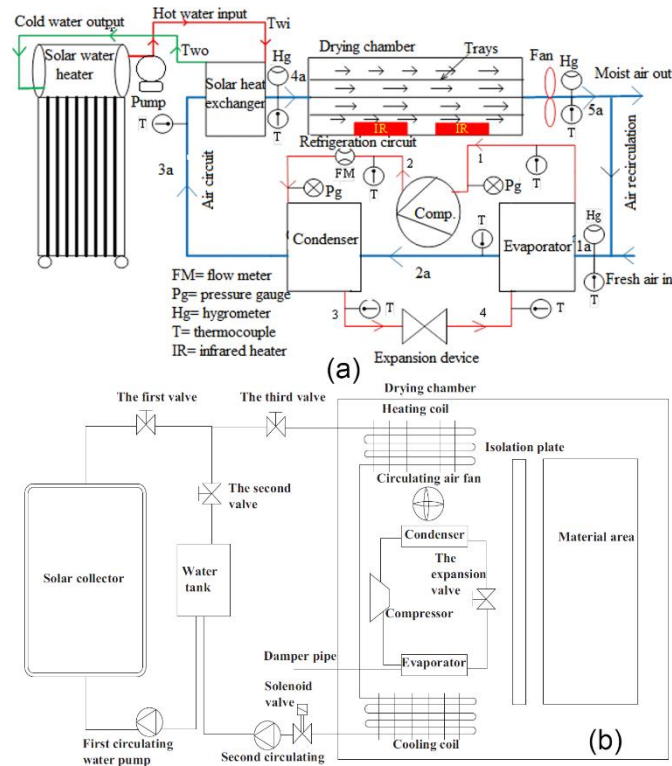 Cold water output
Hot water input
Twi
Two
Solar water
heater
Pump
T
Solar heat
exchanger
Hg
4a
T
Drying chamber
Trays
Fan
Hg
Moist air out
5a
T
IR
IR
Refrigeration circuit
3a
Air circuit
FM
T
2
1
T
Pg
Comp.
Pg
Air recirculation
Condenser
T
Evaporator
Hg
1a
2a
T
Fresh air in
FM= flow meter
Pg= pressure gauge
Hg= hygrometer
T= thermocouple
IR= infrared heater
3
T
4
T
Expansion device
(a)
Drying chamber
The first valve
The third valve
Heating coil
Isolation plate
Circulating air fan
The second
valve
Condenser
Material area
Solar collector
Water
tank
The
expansion
valve
Compressor
Damper pipe
Evaporator
Solenoid
valve
First circulating
water pump
Second circulating
Cooling coil
(b)